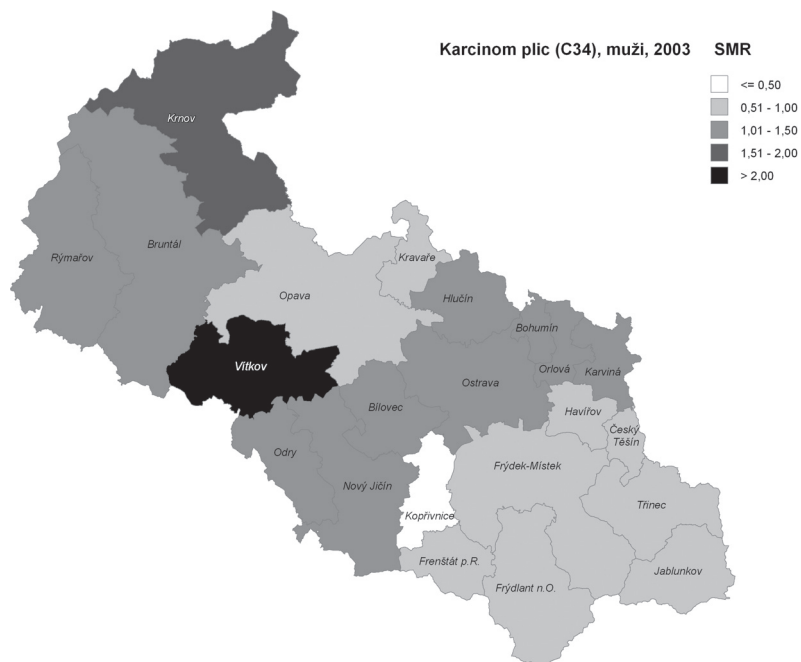 Karcinom plic (C34), muži, 2003 SMR
<= 0,50
0,51 - 1,00
1,01 - 1,50
1,51 - 2,00
> 2,00
Krnov
Rýmařov
Bruntál
Opava
Kravaře
Hlučín
Bohumín
Vítkov
Ostrava
Orlová
Karviná
Bílovec
Havířov
Český
Těšín
Odry
Frýdek-Místek
Nový Jičín
Třinec
Kopřivnice
Frenštát p.R.
Frýdlant n.O.
Jablunkov